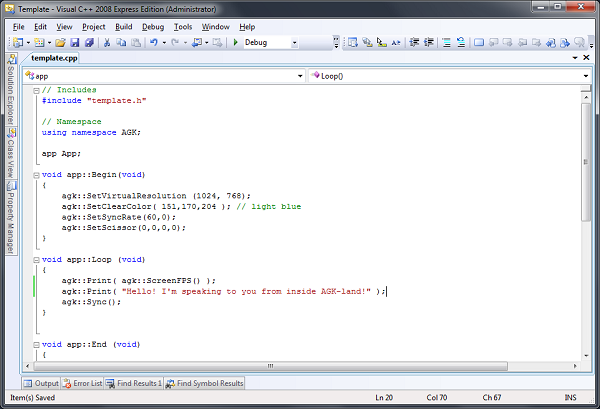 Template - Visual C++ 2008 Express Edition (Administrator)
File Edit View Project Build Debug Tools Window Help
Debug
template.cpp
app
Loop()
Solution Explorer
Class View
Property Manager
// Includes
#include "template.h"
// Namespace
using namespace AGK;
app App;
void app::Begin(void)
{
agk::SetVirtualResolution (1024, 768);
agk::SetClearColor( 151,170,204 ); // light blue
agk::SetSyncRate(60,0);
agk::SetScissor(0,0,0,0);
}
void app::Loop (void)
{
agk::Print( agk::ScreenFPS() );
agk::Print( "Hello! I'm speaking to you from inside AGK-land!" );
agk::Sync();
}
void app::End (void)
{
Output Error List Find Results 1 Find Symbol Results
Item(s) Saved Ln 20 Col 70 Ch 67 INS